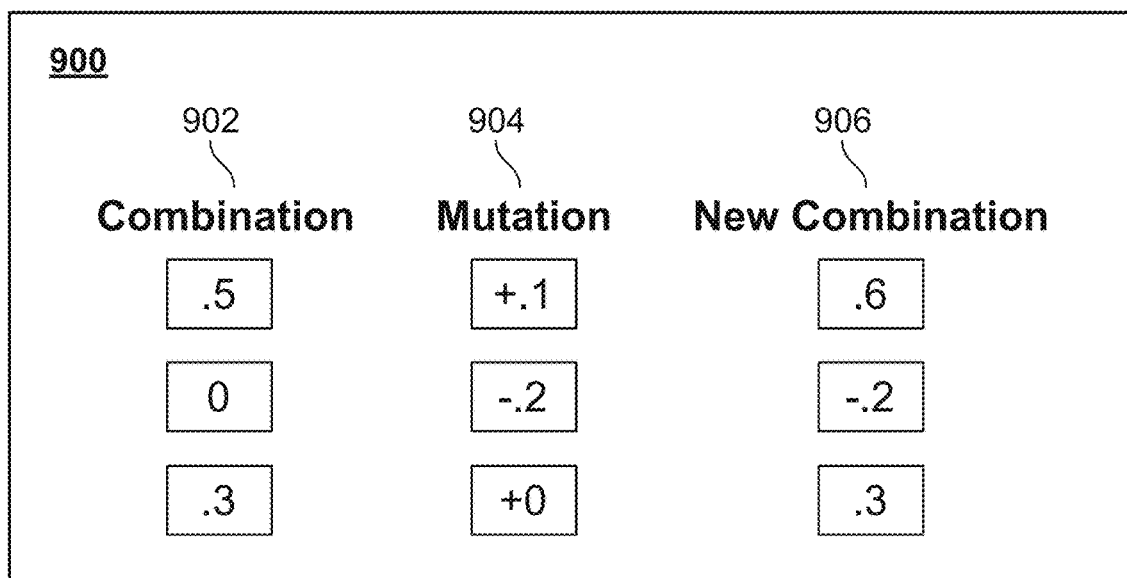 900
902 904 906
Combination Mutation New Combination
.5 +.1 .6
0 -.2 -.2
.3 +0 .3